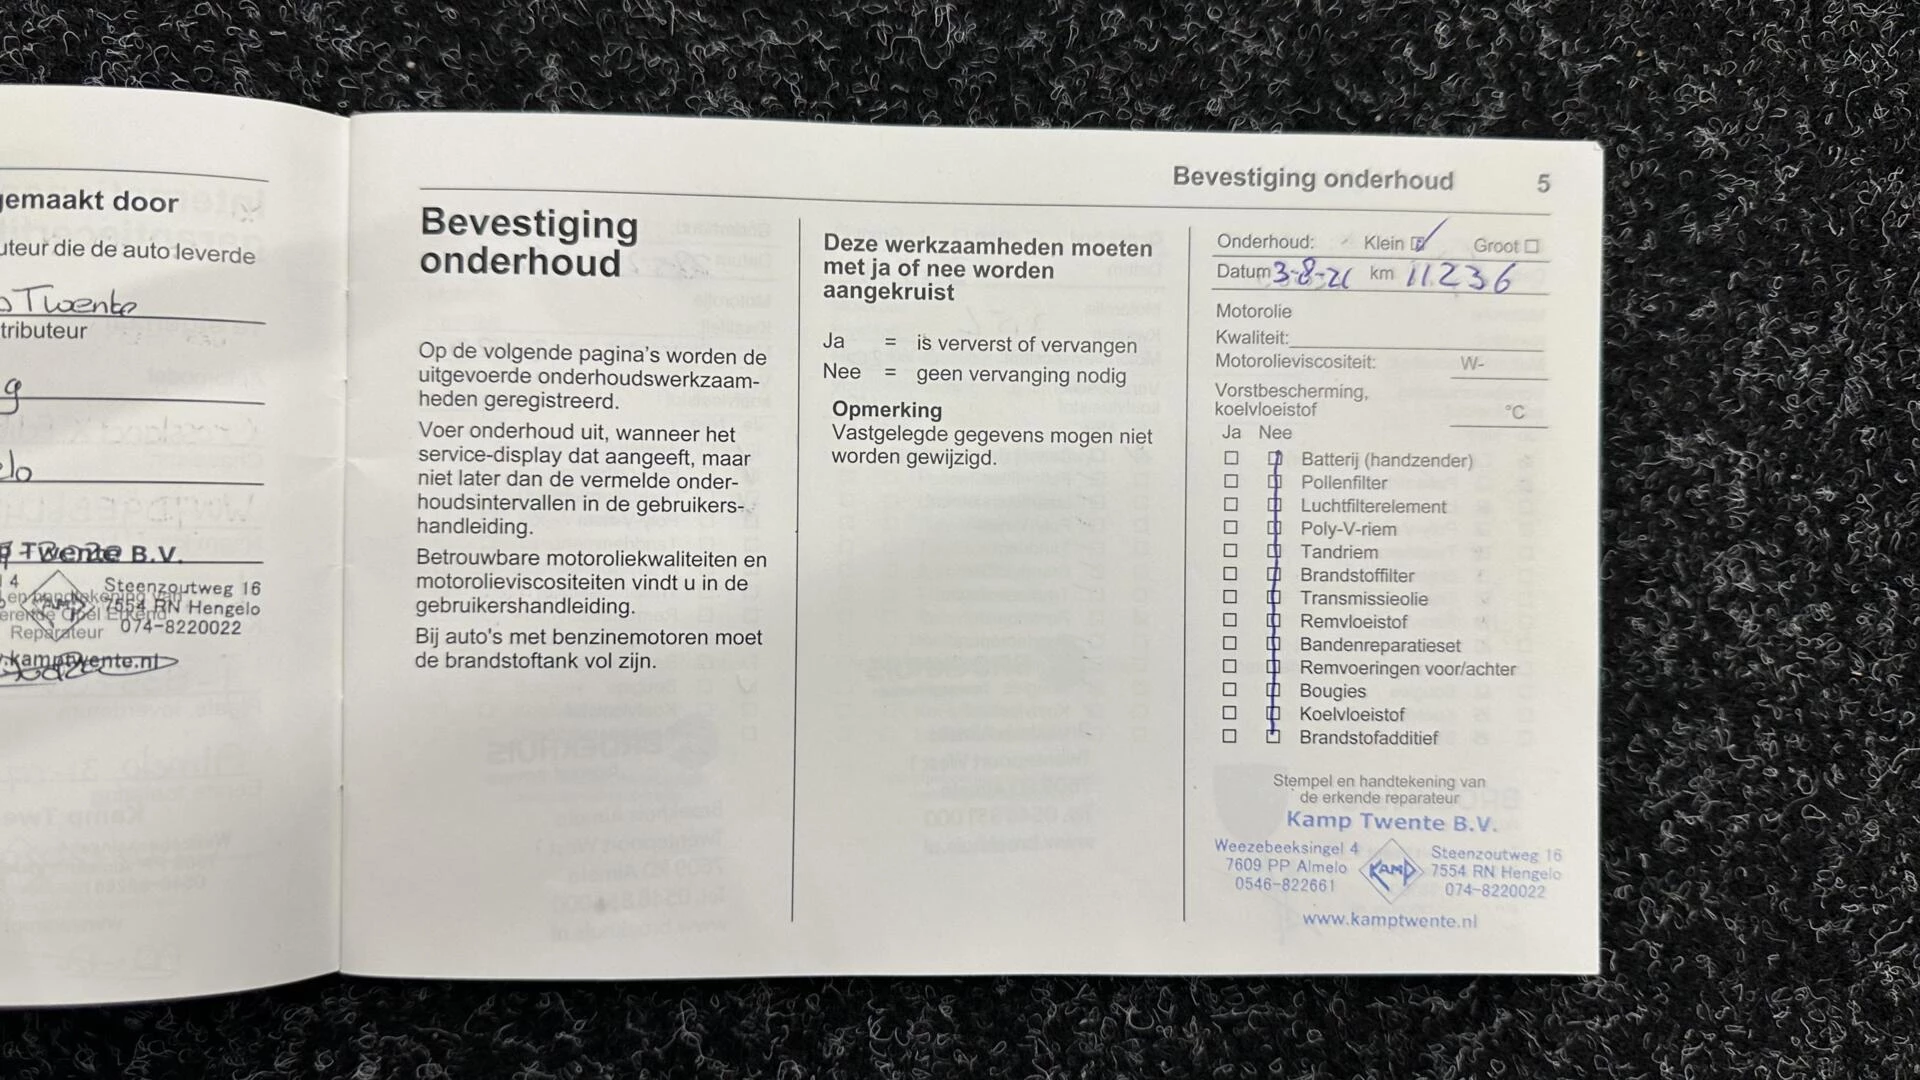 gemaakt door
uteur die de auto leverde
Twente
tributeur
g
lo
Twente B.V.
4
Steenzoutweg 16
KAMP
7554 RN Hengelo
Reparateur 074-8220022
.kamptwente.nl
Bevestiging onderhoud 5
Bevestiging
onderhoud
Op de volgende pagina's worden de
uitgevoerde onderhoudswerkzaam-
heden geregistreerd.
Voer onderhoud uit, wanneer het
service-display dat aangeeft, maar
niet later dan de vermelde onder-
houdsintervallen in de gebruikers-
handleiding.
Betrouwbare motoroliekwaliteiten en
motorolieviscositeiten vindt u in de
gebruikershandleiding.
Bij auto's met benzinemotoren moet
de brandstoftank vol zijn.
Deze werkzaamheden moeten
met ja of nee worden
aangekruist
Ja = is ververst of vervangen
Nee = geen vervanging nodig
Opmerking
Vastgelegde gegevens mogen niet
worden gewijzigd.
Onderhoud: Klein Groot
Datum 3-8-21 km 11236
Motorolie
Kwaliteit:
Motorolieviscositeit: W-
Vorstbescherming,
koelvloeistof °C
Ja Nee
Batterij (handzender)
Pollenfilter
Luchtfilterelement
Poly-V-riem
Tandriem
Brandstoffilter
Transmissieolie
Remvloeistof
Bandenreparatieset
Remvoeringen voor/achter
Bougies
Koelvloeistof
Brandstofadditief
Stempel en handtekening van
de erkende reparateur
Kamp Twente B.V.
Weezebeeksingel 4
7609 PP Almelo
0546-822661
KAMP
Steenzoutweg 16
7554 RN Hengelo
074-8220022
www.kamptwente.nl